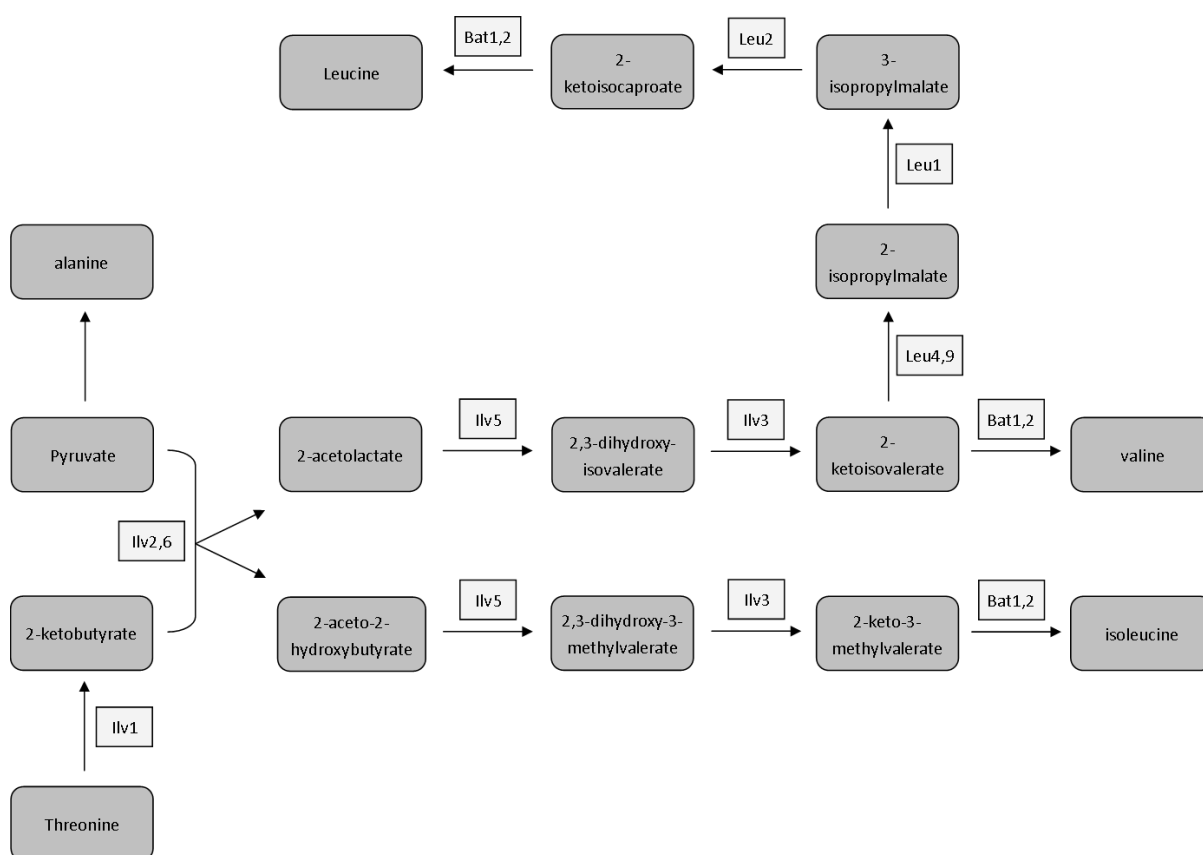 Bat1,2
Leu2
Leucine
2-
ketoisocaproate
3-
isopropylmalate
Leu1
alanine
2-
isopropylmalate
Leu4,9
Pyruvate
2-acetolactate
Ilv5
2,3-dihydroxy-
isovalerate
Ilv3
2-
ketoisovalerate
Bat1,2
valine
Ilv2,6
2-ketobutyrate
2-aceto-2-
hydroxybutyrate
Ilv5
2,3-dihydroxy-3-
methylvalerate
Ilv3
2-keto-3-
methylvalerate
Bat1,2
isoleucine
Ilv1
Threonine